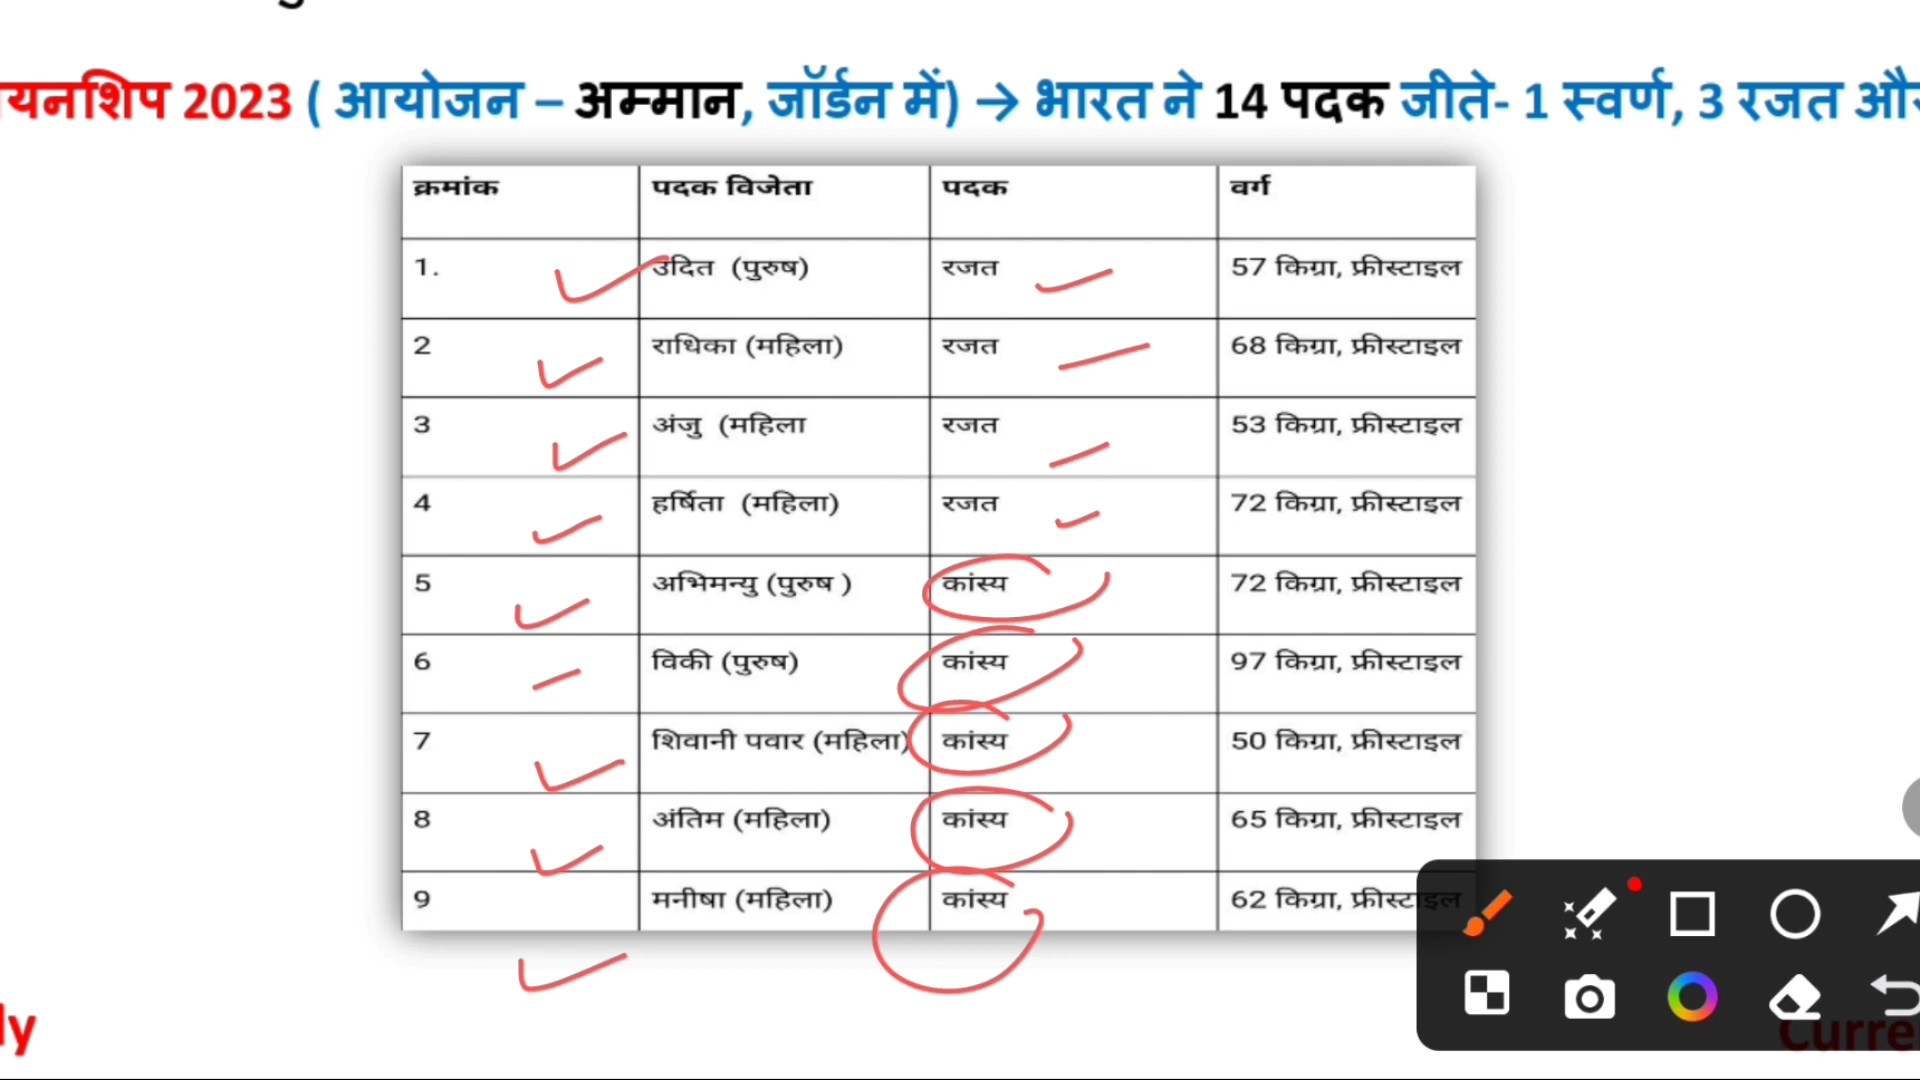 यनशिप 2023 ( आयोजन – अम्मान, जॉर्डन में) → भारत ने 14 पदक जीते- 1 स्वर्ण, 3 रजत औ
क्रमांक पदक विजेता पदक वर्ग
1. उदित (पुरुष) रजत 57 किग्रा, फ्रीस्टाइल
2 राधिका (महिला) रजत 68 किग्रा, फ्रीस्टाइल
3 अंजु (महिला रजत 53 किग्रा, फ्रीस्टाइल
4 हर्षिता (महिला) रजत 72 किग्रा, फ्रीस्टाइल
5 अभिमन्यु (पुरुष ) कांस्य 72 किग्रा, फ्रीस्टाइल
6 विकी (पुरुष) कांस्य 97 किग्रा, फ्रीस्टाइल
7 शिवानी पवार (महिला) कांस्य 50 किग्रा, फ्रीस्टाइल
8 अंतिम (महिला) कांस्य 65 किग्रा, फ्रीस्टाइल
9 मनीषा (महिला) कांस्य 62 किग्रा, फ्रीस्टाइल
ly Curre